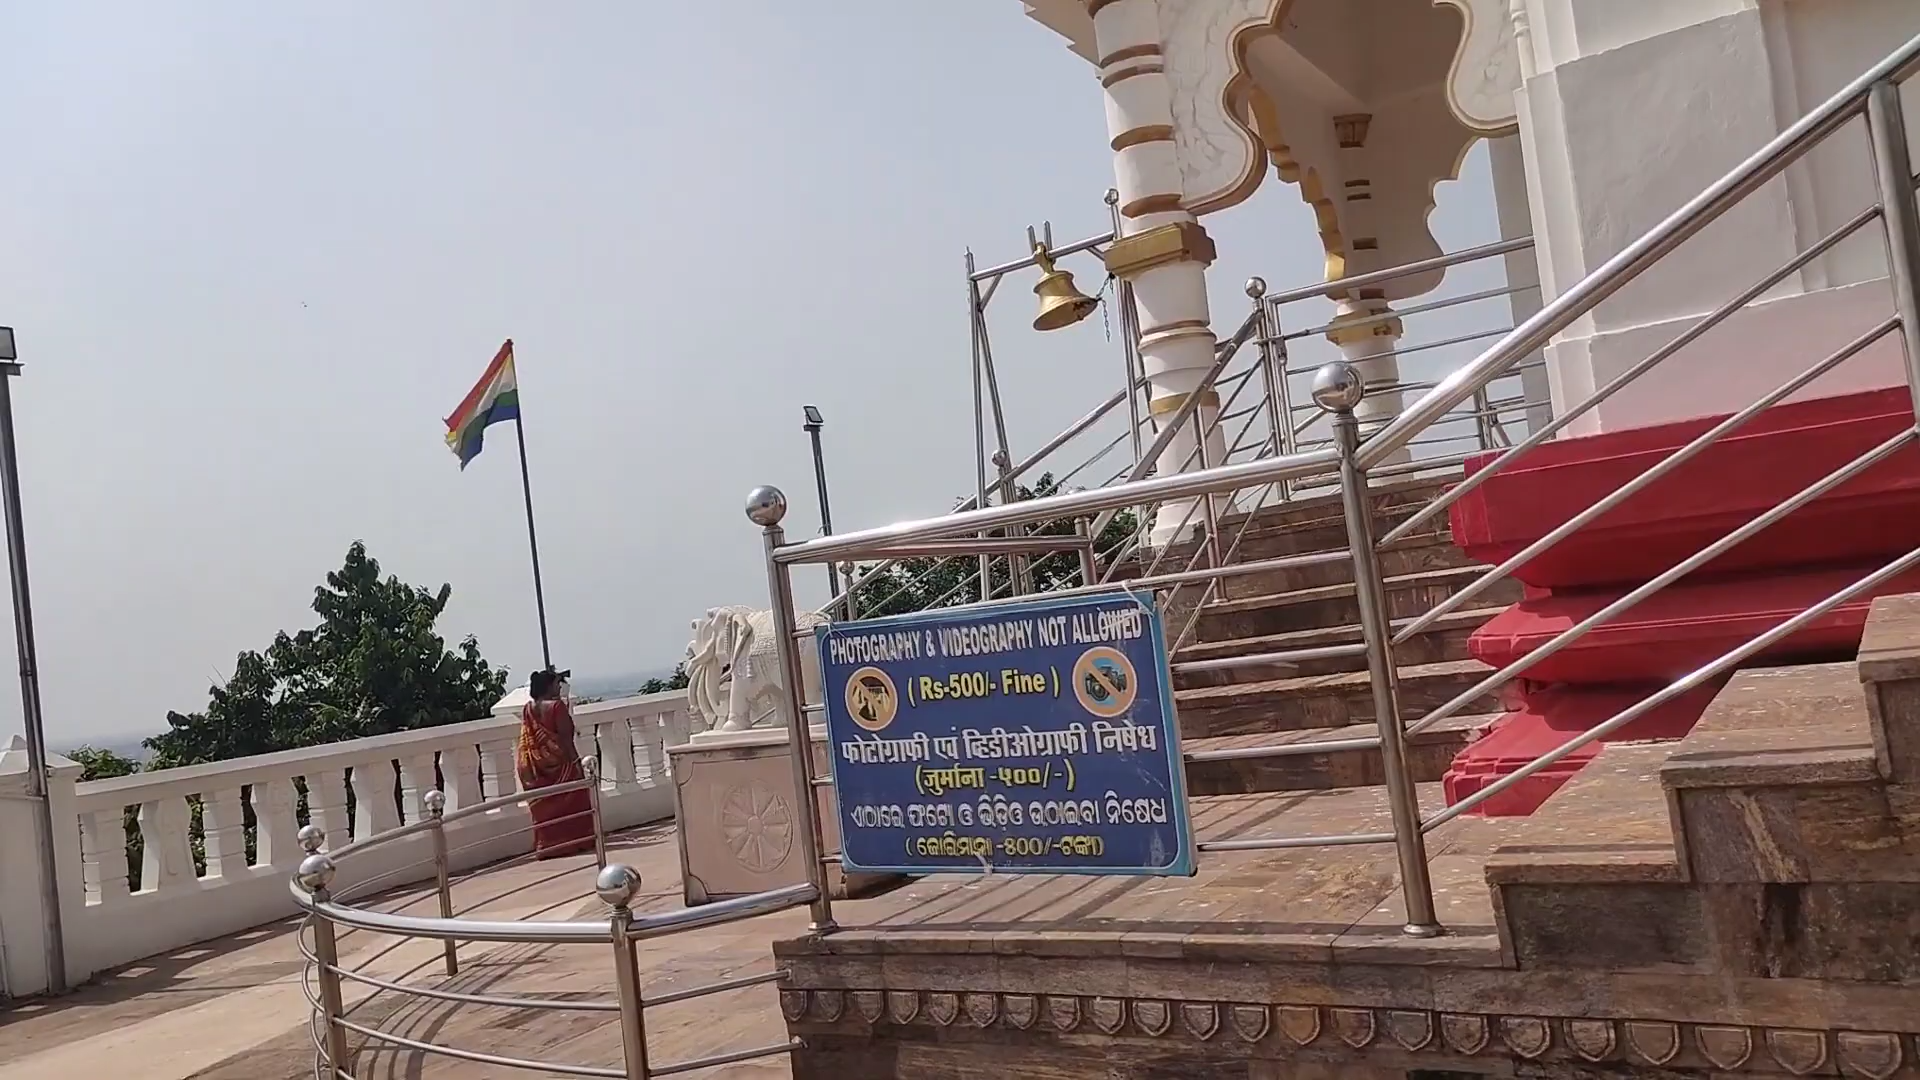 PHOTOGRAPHY & VIDEOGRAPHY NOT ALLOWED
( Rs-500/- Fine )
फोटोग्राफी एवं व्हिडीओग्राफी निषेध
(जुर्माना -५००/-)
ଏଠାରେ ଫଟୋ ଓ ଭିଡ଼ିଓ ଉଠାଇବା ନିଷେଧ
( ଜୋରିମାନା -୫୦୦/-ଟଙ୍କା)